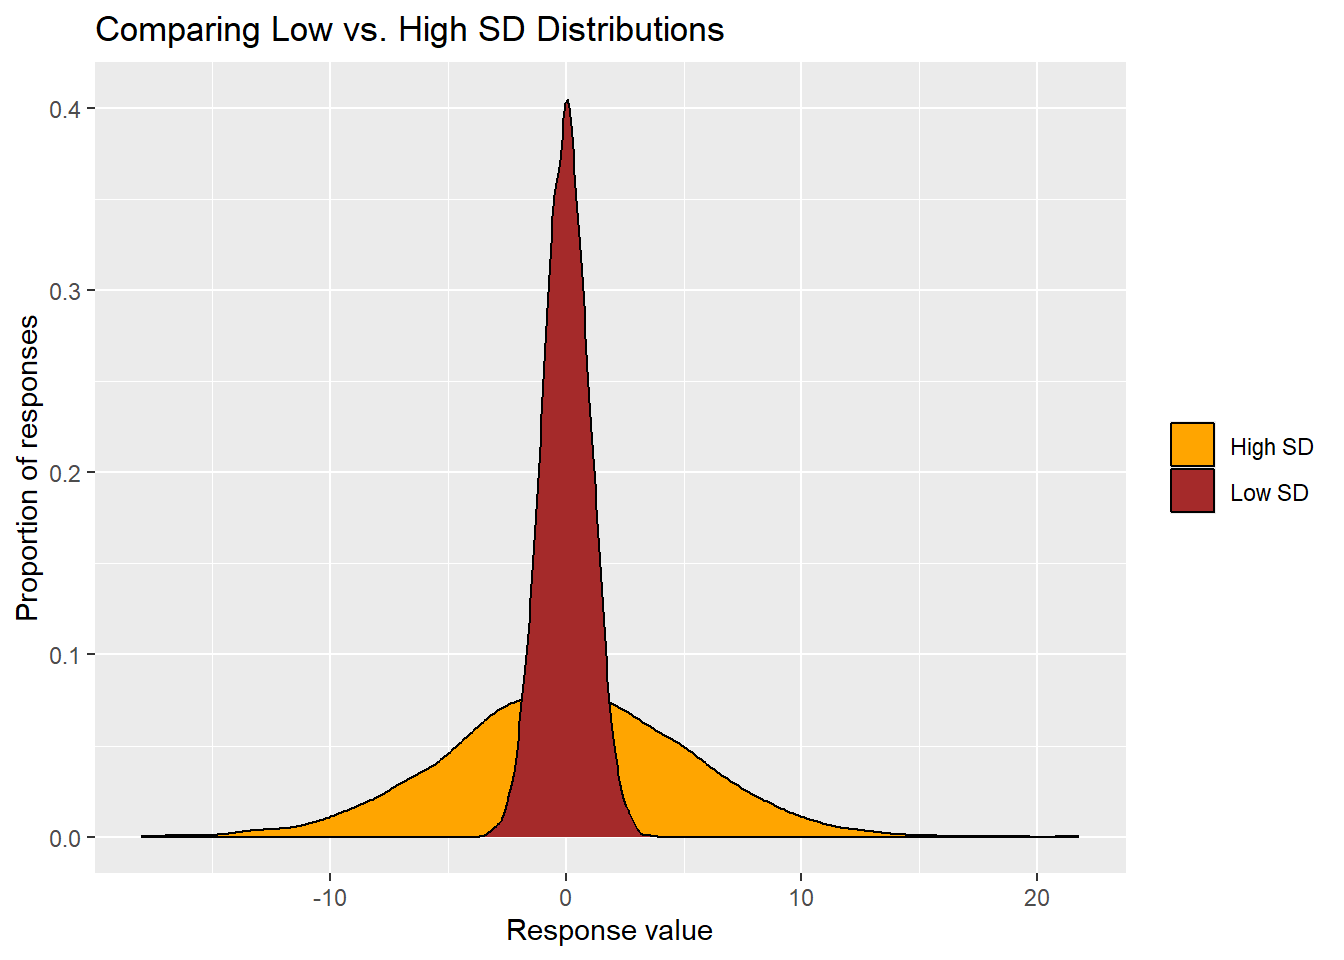 Comparing Low vs. High SD Distributions
Proportion of responses
0.4
0.3
0.2
0.1
0.0
-10
0
10
20
Response value
High SD
Low SD